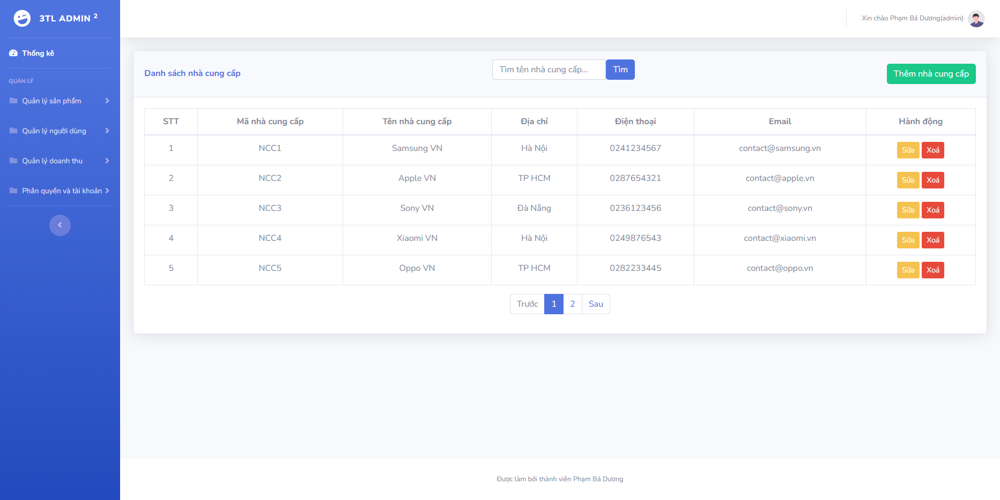 3TL ADMIN 2
Xin chào Phạm Bá Dương(admin)
Thống kê
QUẢN LÝ
Quản lý sản phẩm
Quản lý người dùng
Quản lý doanh thu
Phân quyền và tài khoản
Danh sách nhà cung cấp
Tìm tên nhà cung cấp...
Tìm
Thêm nhà cung cấp
STT Mã nhà cung cấp Tên nhà cung cấp Địa chỉ Điện thoại Email Hành động
1 NCC1 Samsung VN Hà Nội 0241234567 contact@samsung.vn Sửa Xoá
2 NCC2 Apple VN TP HCM 0287654321 contact@apple.vn Sửa Xoá
3 NCC3 Sony VN Đà Nẵng 0236123456 contact@sony.vn Sửa Xoá
4 NCC4 Xiaomi VN Hà Nội 0249876543 contact@xiaomi.vn Sửa Xoá
5 NCC5 Oppo VN TP HCM 0282233445 contact@oppo.vn Sửa Xoá
Trước 1 2 Sau
Được làm bởi thành viên Phạm Bá Dương